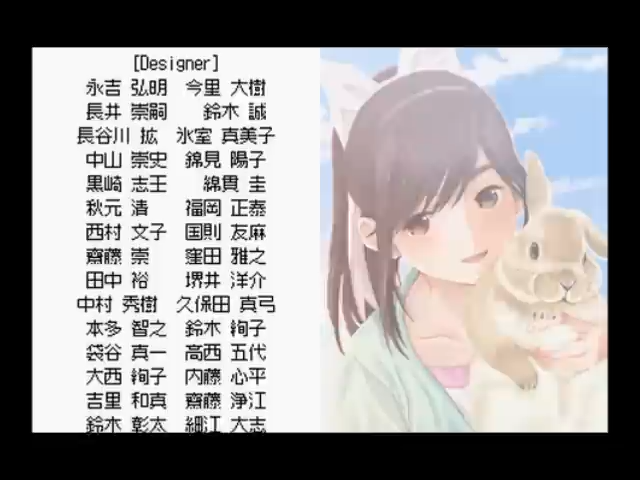 [Designer]
永吉 弘明 今里 大樹
長井 崇嗣 鈴木 誠
長谷川 拡 氷室 真美子
中山 崇史 錦見 陽子
黒崎 志王 綿貫 圭
秋元 清 福岡 正泰
西村 文子 国則 友麻
齋藤 崇 窪田 雅之
田中 裕 堺井 洋介
中村 秀樹 久保田 真弓
本多 智之 鈴木 絢子
袋谷 真一 高西 五代
大西 絢子 内藤 心平
吉里 和真 齋藤 浄江
鈴木 彰太 細江 大志